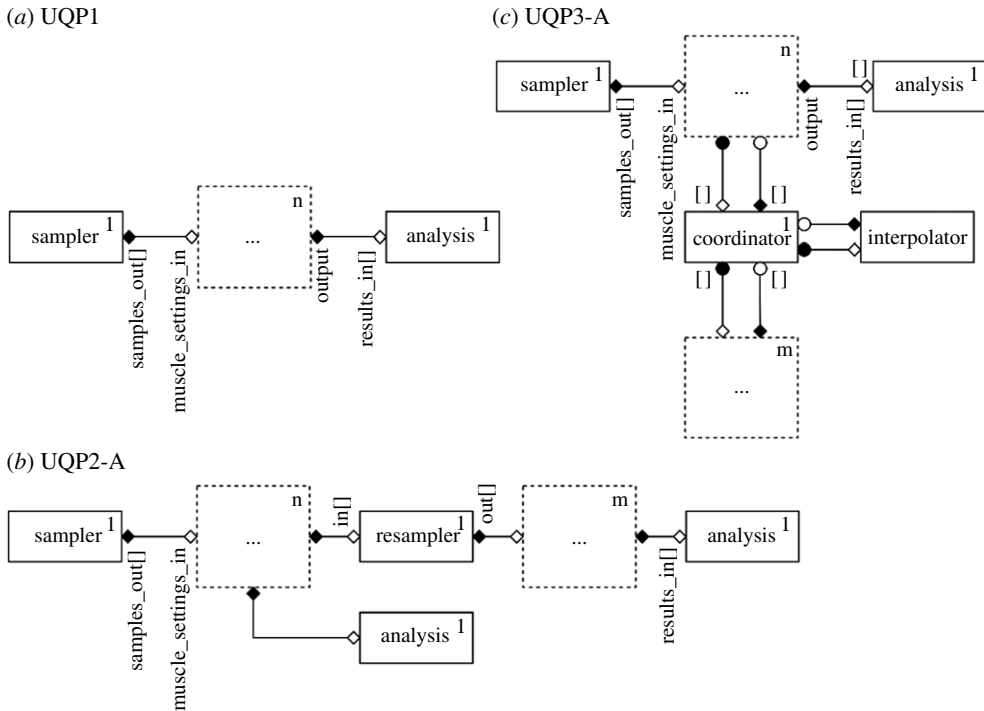 (a) UQP1
sampler 1
samples_out[]
muscle_settings_in
n
...
output
results_in[]
analysis 1
(b) UQP2-A
sampler 1
samples_out[]
muscle_settings_in
n
...
in[]
resampler 1
out[]
m
...
results_in[]
analysis 1
analysis 1
(c) UQP3-A
sampler 1
samples_out[]
muscle_settings_in
n
...
output
[]
results_in[]
analysis 1
[]
[]
coordinator 1
interpolator
[]
[]
m
...